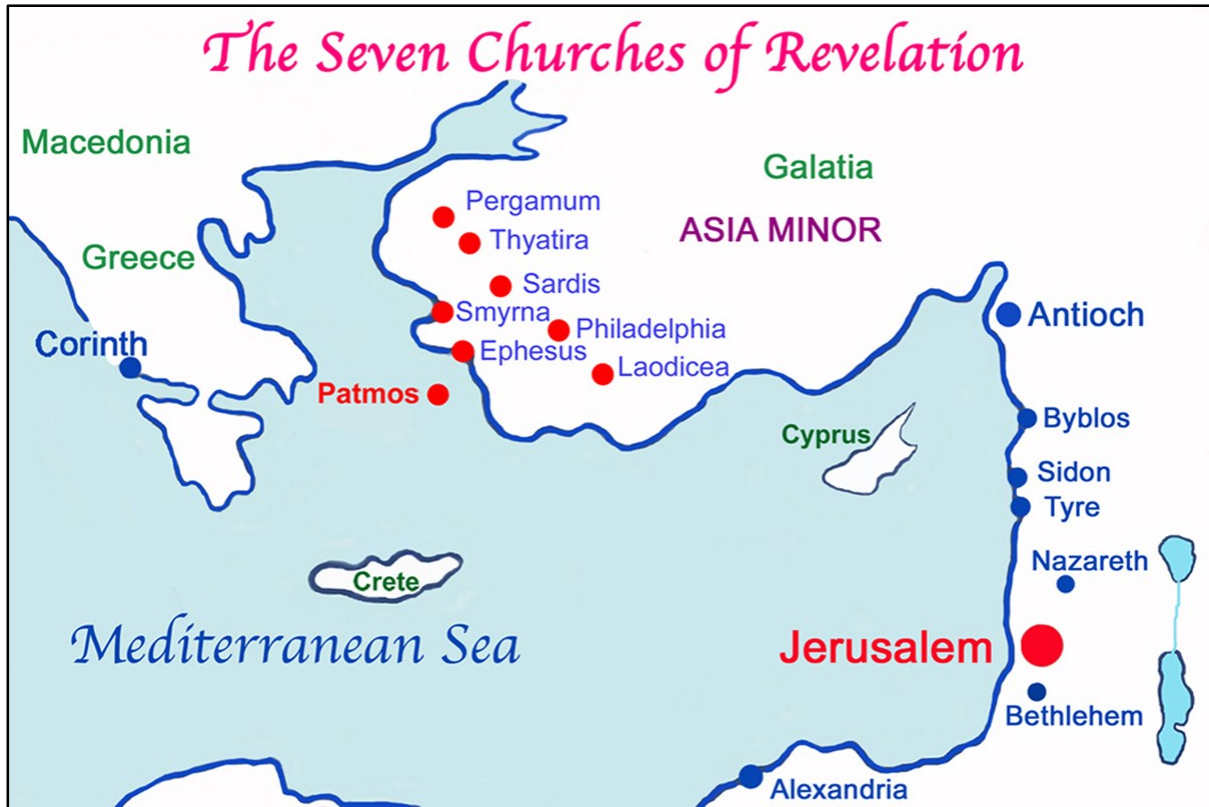 The Seven Churches of Revelation
Macedonia
Galatia
Pergamum
ASIA MINOR
Thyatira
Greece
Sardis
Smyrna
Antioch
Philadelphia
Corinth
Ephesus
Laodicea
Patmos
Byblos
Cyprus
Sidon
Tyre
Nazareth
Crete
Mediterranean Sea
Jerusalem
Bethlehem
Alexandria